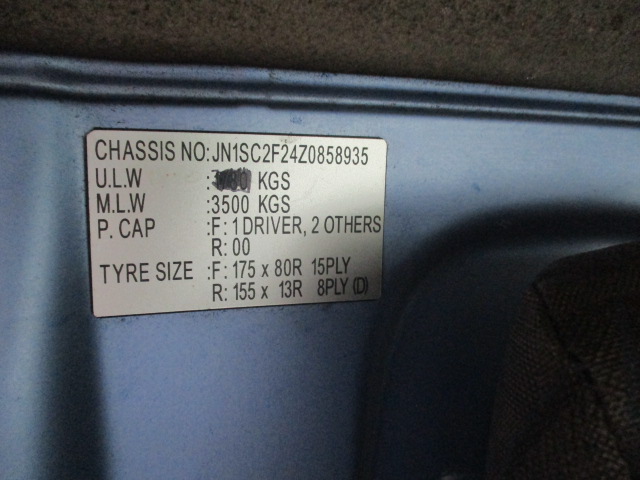 CHASSIS NO: JN1SC2F24Z0858935
U.L.W : KGS
M.L.W :3500 KGS
P. CAP :F: 1 DRIVER, 2 OTHERS
R: 00
TYRE SIZE :F: 175 x 80R 15PLY
R: 155 x 13R 8PLY (D)